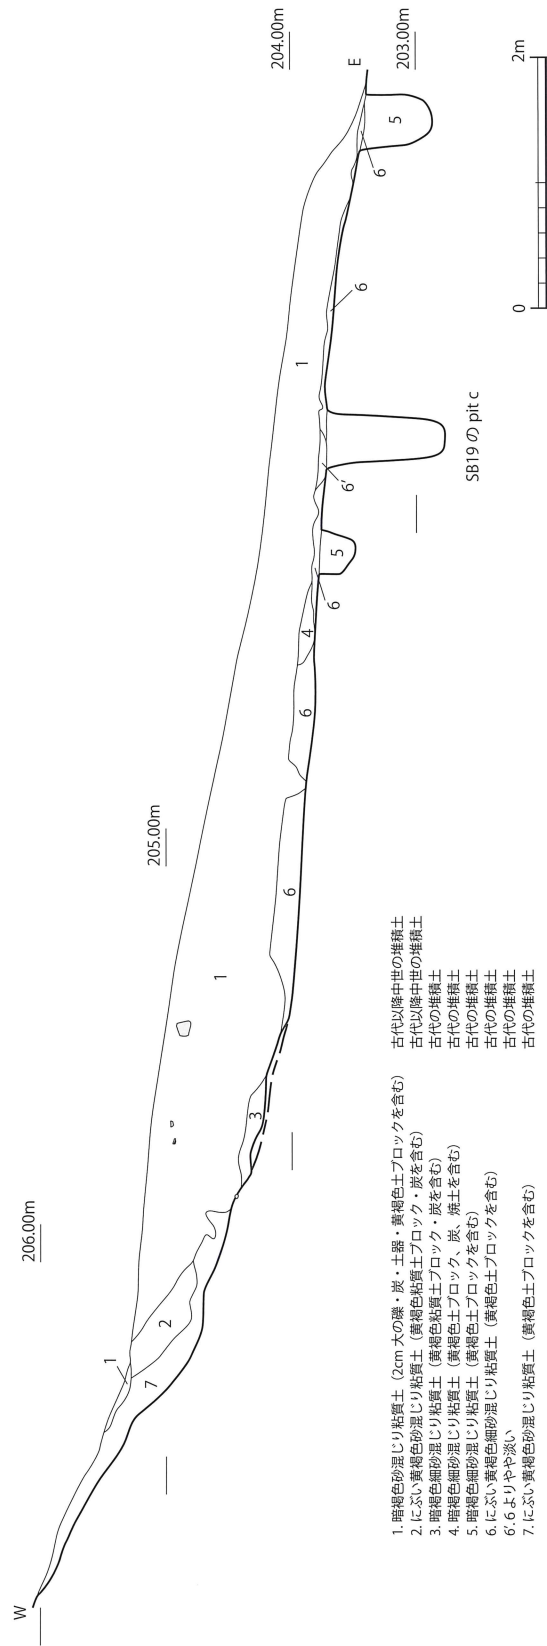 W
E
206.00m
205.00m
204.00m
203.00m
1
7
2
3
1
6
6
4
6
5
6'
1
6
6
5
SB19 の pit c
0
2m
1. 暗褐色砂混じり粘質土（2cm 大の礫・炭・土器・黄褐色土ブロックを含む） 古代以降中世の堆積土
2. にぶい黄褐色砂混じり粘質土（黄褐色粘質土ブロック・炭を含む） 古代以降中世の堆積土
3. 暗褐色細砂混じり粘質土（黄褐色粘質土ブロック・炭を含む） 古代の堆積土
4. 暗褐色細砂混じり粘質土（黄褐色土ブロック、炭、焼土を含む） 古代の堆積土
5. 暗褐色細砂混じり粘質土（黄褐色土ブロックを含む） 古代の堆積土
6. にぶい黄褐色細砂混じり粘質土（黄褐色土ブロックを含む） 古代の堆積土
6'. 6 よりやや淡い 古代の堆積土
7. にぶい黄褐色砂混じり粘質土（黄褐色土ブロックを含む） 古代の堆積土